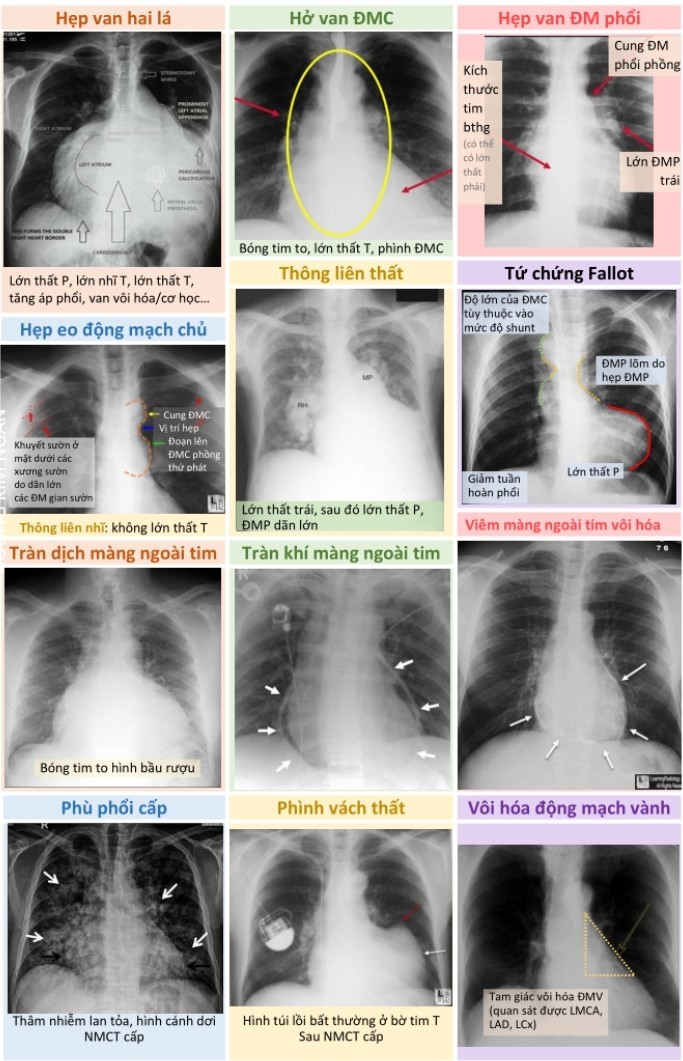 Hẹp van hai lá
STERNOTOMY
WIRES
PROMINENT
LEFT ATRIAL
APPENDAGE
RIGHT ATRIUM
LEFT ATRIUM
PERICARDIAL
CALCIFICATION
MITRAL VALVE
PROSTHESIS
THIS FORMS THE DOUBLE
RIGHT HEART BORDER
CARDIOMEGALY
Lớn thất P, lớn nhĩ T, lớn thất T,
tăng áp phổi, van vôi hóa/cơ học...
Hở van ĐMC
Bóng tim to, lớn thất T, phình ĐMC
Hẹp van ĐM phổi
Kích
thước
tim
bthg
(có thể
có lớn
thất
phải)
Cung ĐM
phổi phồng
Lớn ĐMP
trái
Hẹp eo động mạch chủ
Cung ĐMC
Vị trí hẹp
Đoạn lên
ĐMC phồng
thứ phát
Khuyết sườn ở
mặt dưới các
xương sườn
do dãn lớn
các ĐM gian sườn
Thông liên nhĩ: không lớn thất T
Thông liên thất
MP
RH
Lớn thất trái, sau đó lớn thất P,
ĐMP dãn lớn
Tứ chứng Fallot
Độ lớn của ĐMC
tùy thuộc vào
mức độ shunt
ĐMP lõm do
hẹp ĐMP
Lớn thất P
Giảm tuần
hoàn phổi
Tràn dịch màng ngoài tim
Bóng tim to hình bầu rượu
Tràn khí màng ngoài tim
Viêm màng ngoài tim vôi hóa
7 6
Phù phổi cấp
R
Thâm nhiễm lan tỏa, hình cánh dơi
NMCT cấp
Phình vách thất
Hình túi lồi bất thường ở bờ tim T
Sau NMCT cấp
Vôi hóa động mạch vành
Tam giác vôi hóa ĐMV
(quan sát được LMCA,
LAD, LCx)